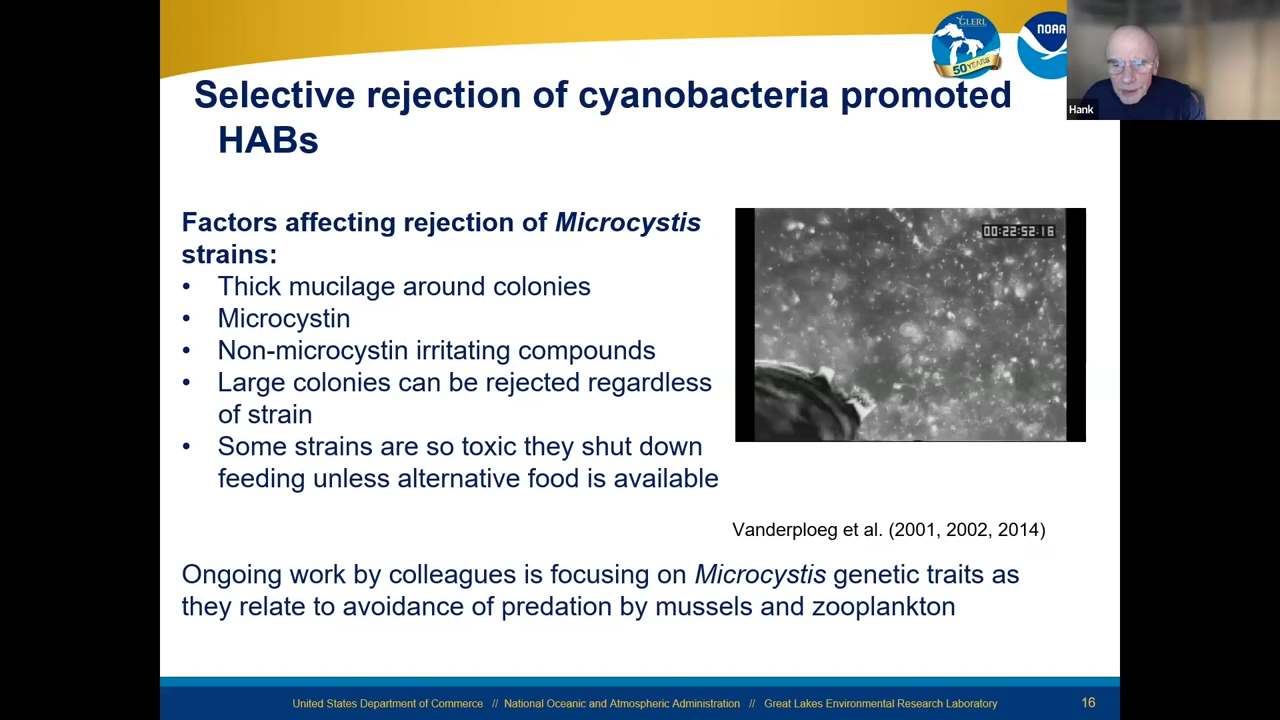 GLERL
50 YEARS
NOAA
Hank
Selective rejection of cyanobacteria promoted
HABs
Factors affecting rejection of Microcystis
strains:
• Thick mucilage around colonies
• Microcystin
• Non-microcystin irritating compounds
• Large colonies can be rejected regardless
of strain
• Some strains are so toxic they shut down
feeding unless alternative food is available
00:22:52:16
Vanderploeg et al. (2001, 2002, 2014)
Ongoing work by colleagues is focusing on Microcystis genetic traits as
they relate to avoidance of predation by mussels and zooplankton
United States Department of Commerce // National Oceanic and Atmospheric Administration // Great Lakes Environmental Research Laboratory
16